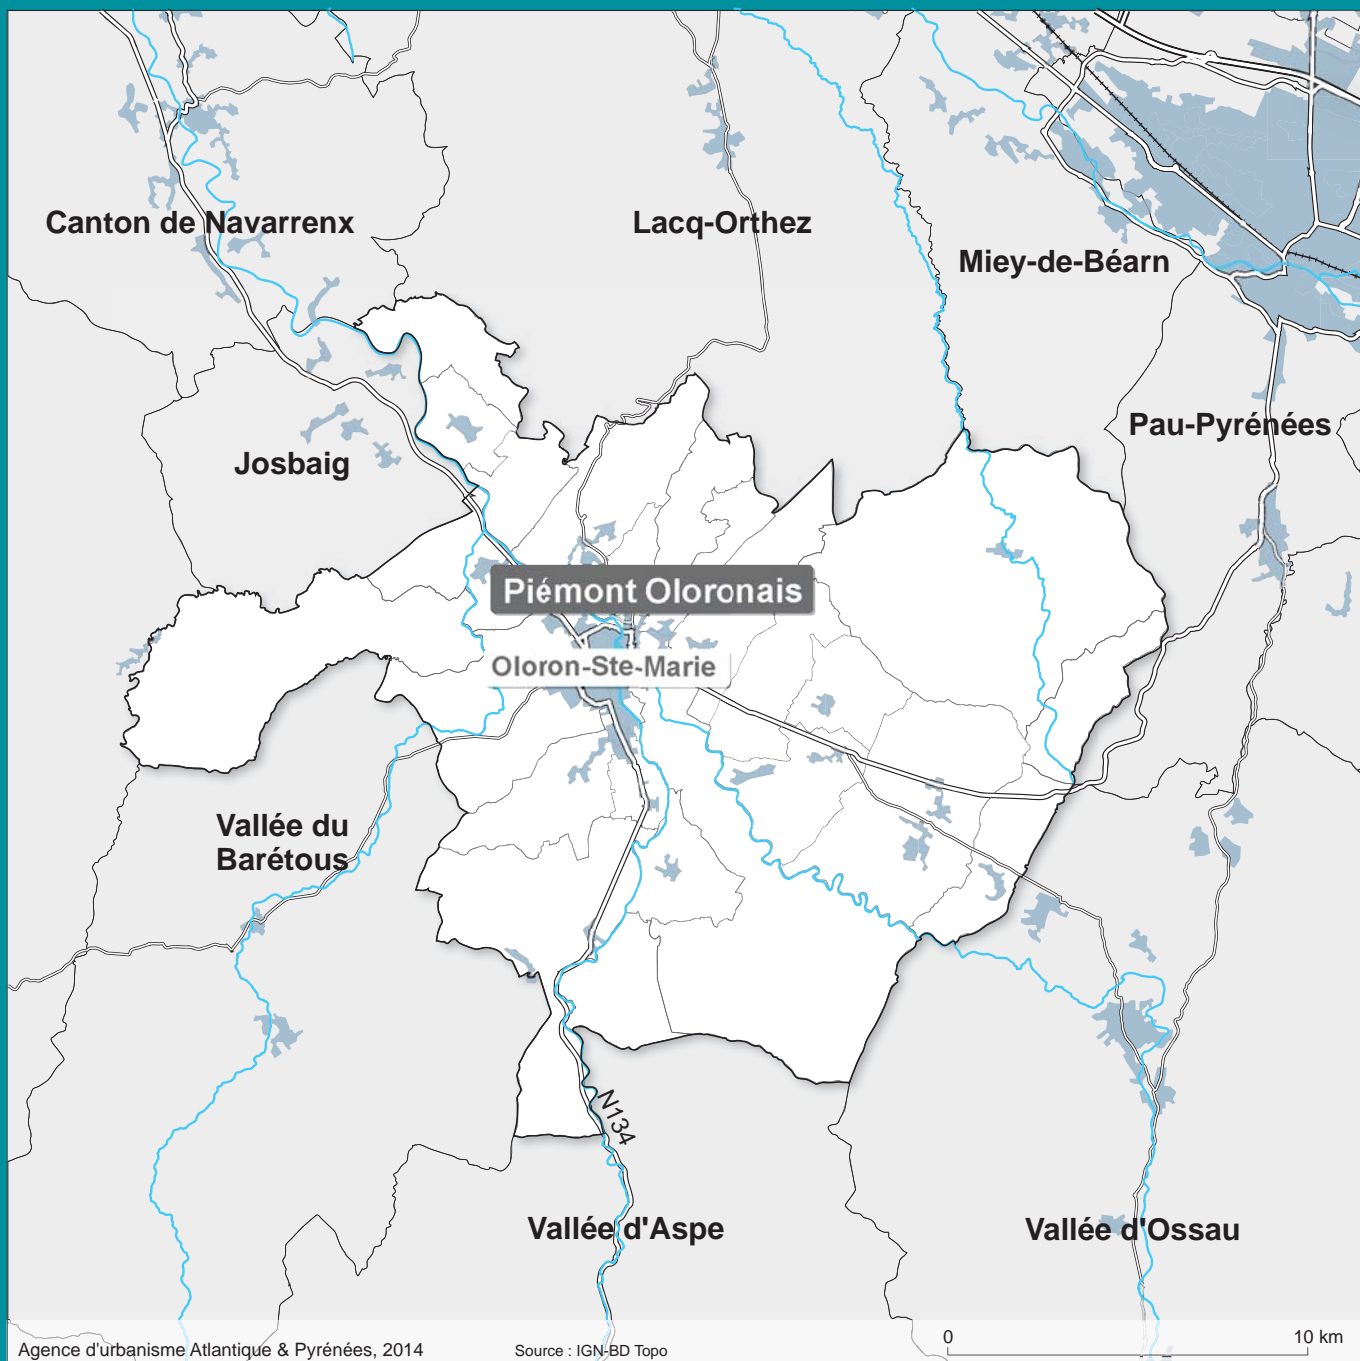 Canton de Navarrenx
Lacq-Orthez
Miey-de-Béarn
Pau-Pyrénées
Josbaig
Piémont Oloronais
Oloron-Ste-Marie
Vallée du
Barétous
N134
Vallée d'Aspe
Vallée d'Ossau
Agence d'urbanisme Atlantique & Pyrénées, 2014
Source : IGN-BD Topo
0
10 km